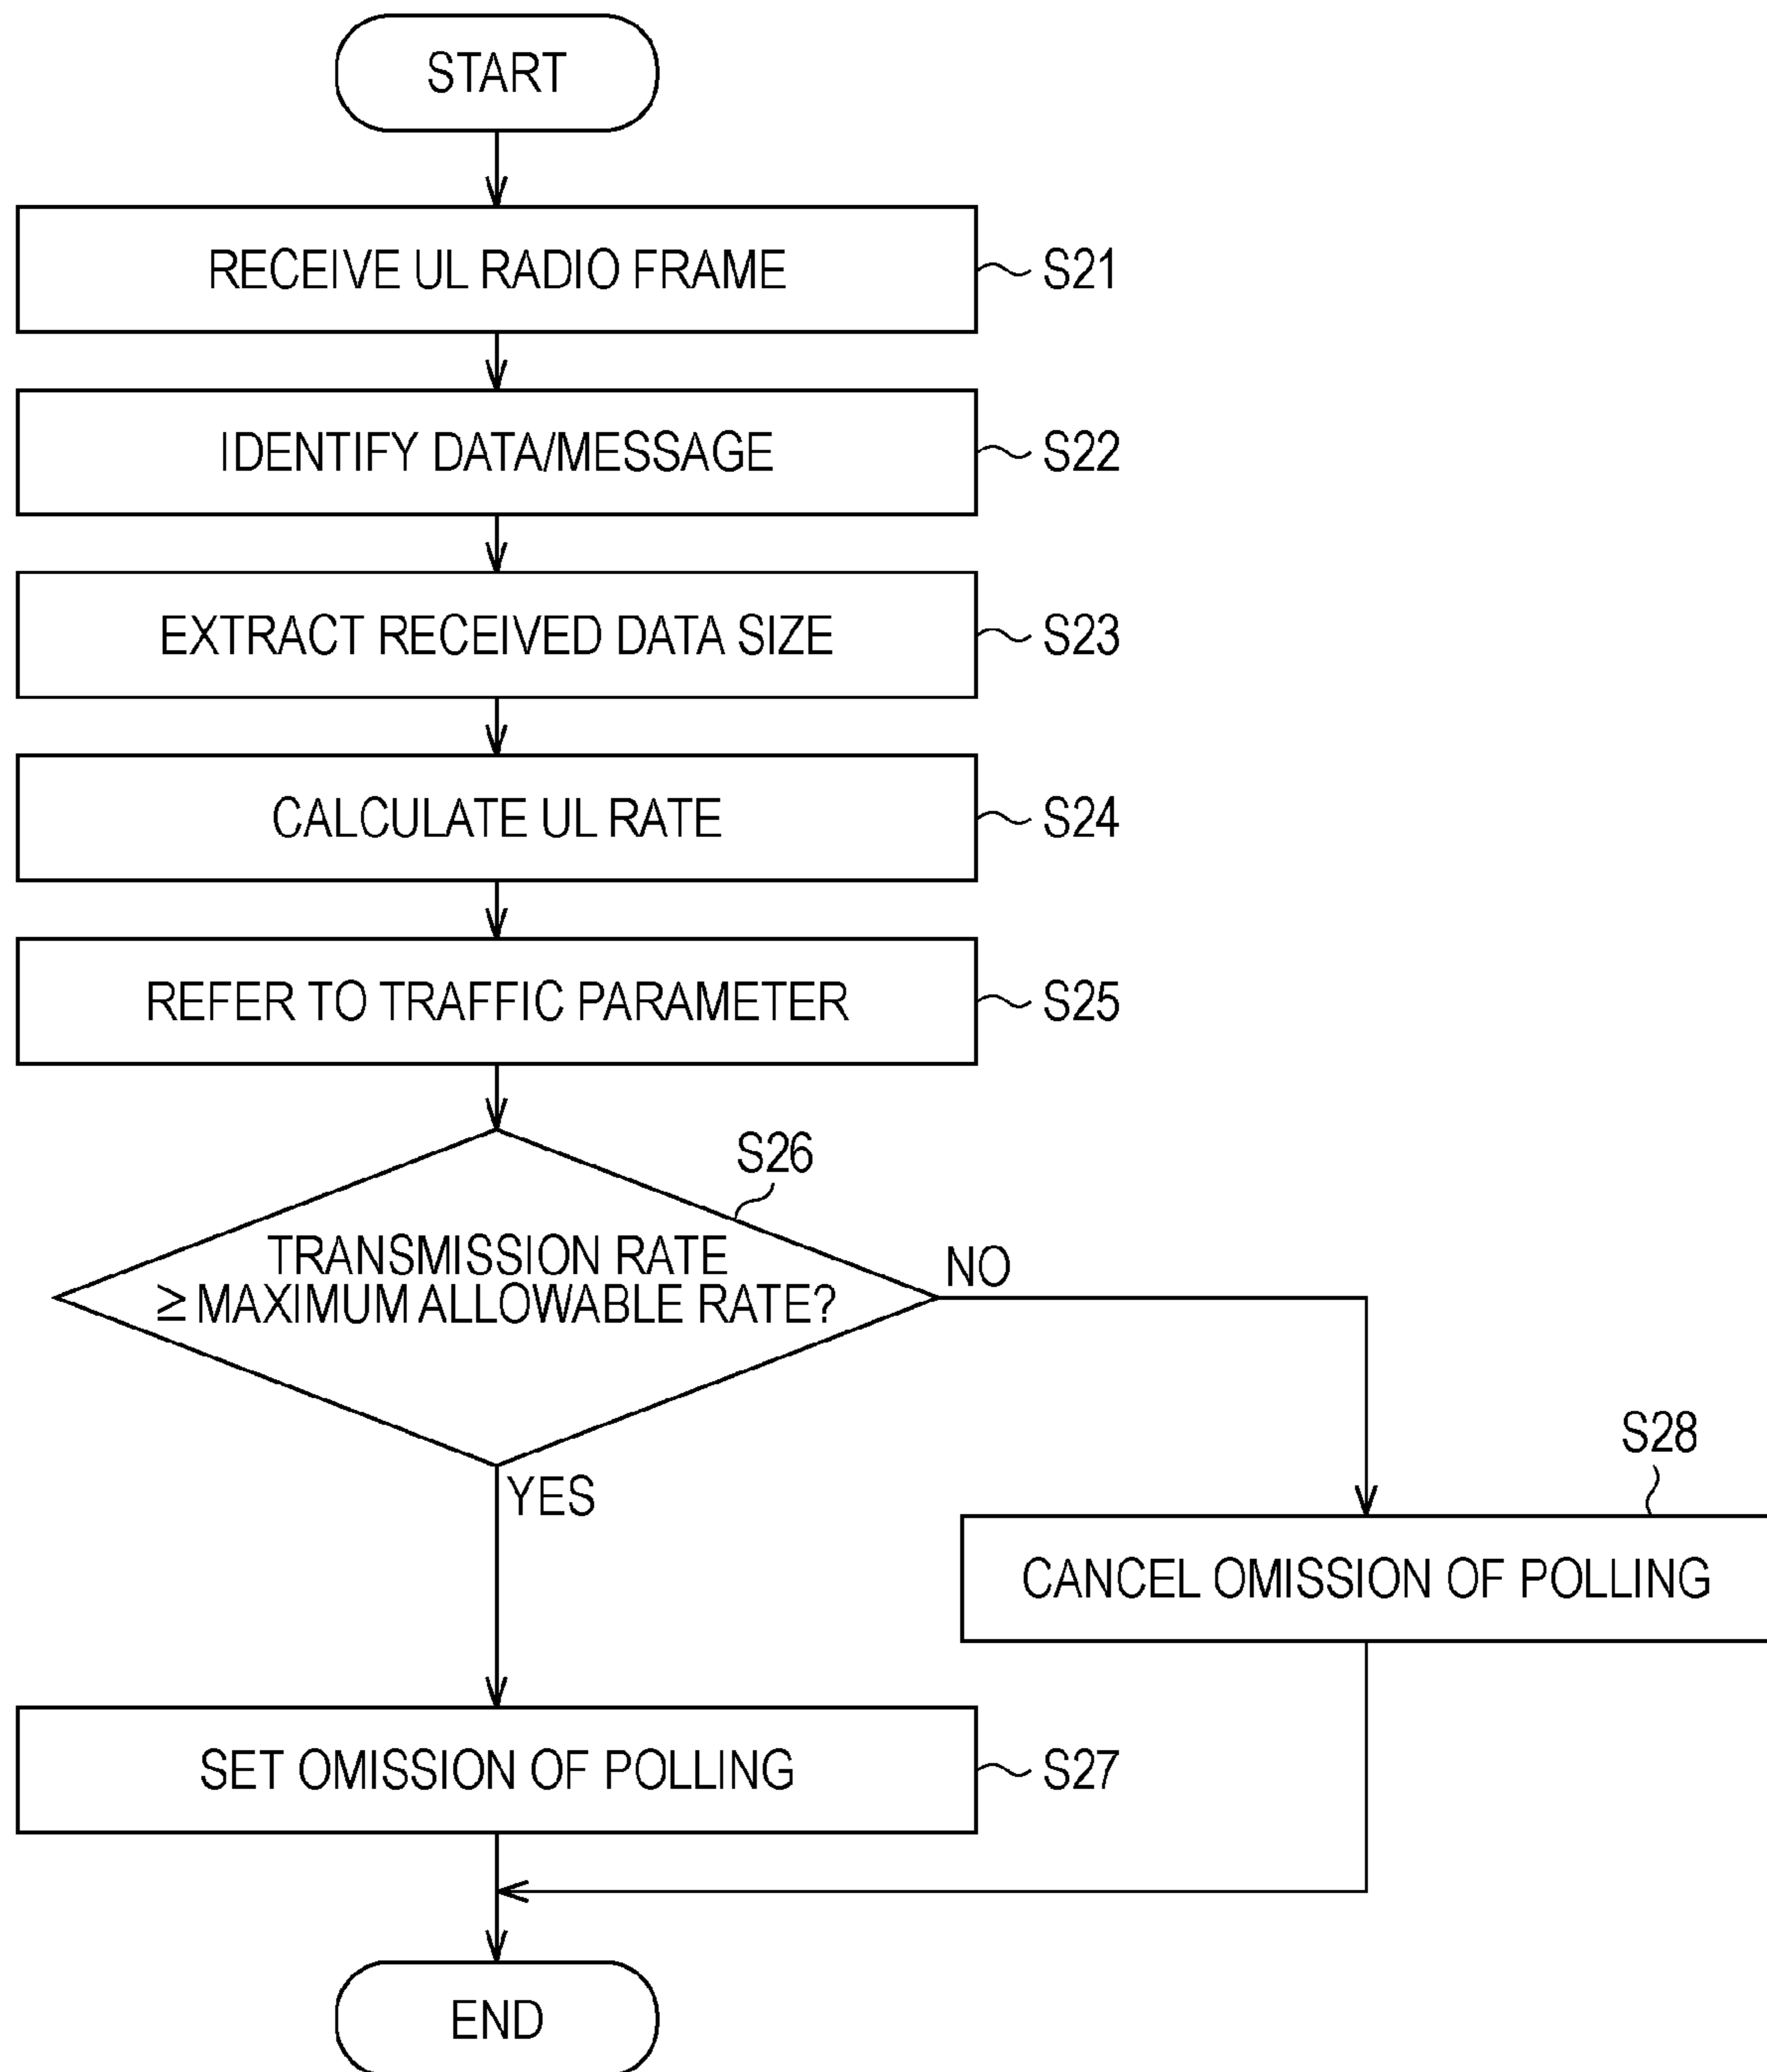 START
RECEIVE UL RADIO FRAME
S21
IDENTIFY DATA/MESSAGE
S22
EXTRACT RECEIVED DATA SIZE
S23
CALCULATE UL RATE
S24
REFER TO TRAFFIC PARAMETER
S25
S26
TRANSMISSION RATE
≥ MAXIMUM ALLOWABLE RATE?
NO
YES
S28
CANCEL OMISSION OF POLLING
SET OMISSION OF POLLING
S27
END